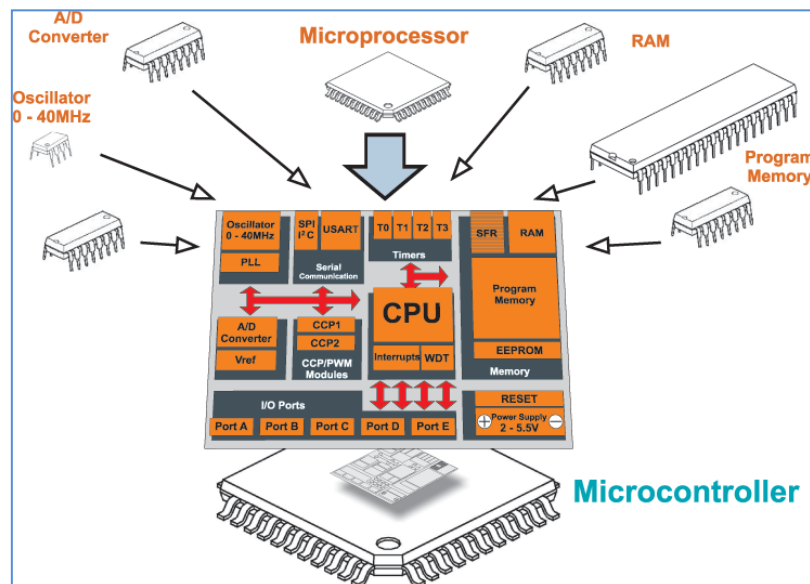 A/D
Converter
Microprocessor
RAM
Oscillator
0 - 40MHz
Program
Memory
Oscillator
0 - 40MHz
PLL
SPI
I²C
USART
Serial
Communication
T0 T1 T2 T3
Timers
SFR
RAM
Program
Memory
EEPROM
Memory
A/D
Converter
Vref
CCP1
CCP2
CCP/PWM
Modules
CPU
Interrupts
WDT
I/O Ports
Port A Port B Port C Port D Port E
RESET
Power Supply
2 - 5.5V
Microcontroller